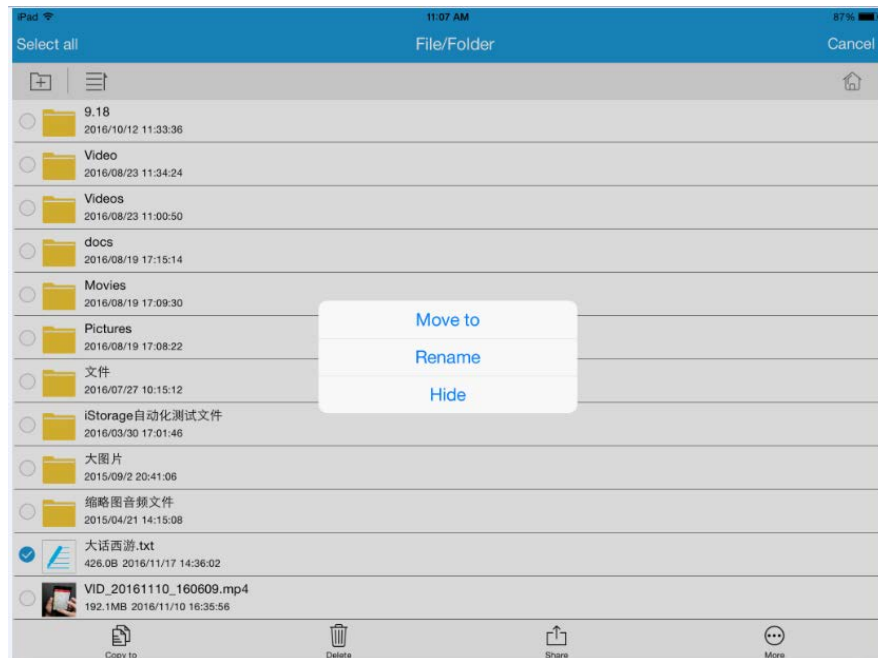 iPad 11:07 AM 87%
Select all File/Folder Cancel
9.18
2016/10/12 11:33:36
Video
2016/08/23 11:34:24
Videos
2016/08/23 11:00:50
docs
2016/08/19 17:15:14
Movies
2016/08/19 17:09:30
Pictures
2016/08/19 17:08:22
文件
2016/07/27 10:15:12
iStorage自动化测试文件
2016/03/30 17:01:46
大图片
2015/09/2 20:41:06
缩略图音频文件
2015/04/21 14:15:08
大话西游.txt
426.0B 2016/11/17 14:36:02
VID_20161110_160609.mp4
192.1MB 2016/11/10 16:35:56
Move to
Rename
Hide
Copy to Delete Share More